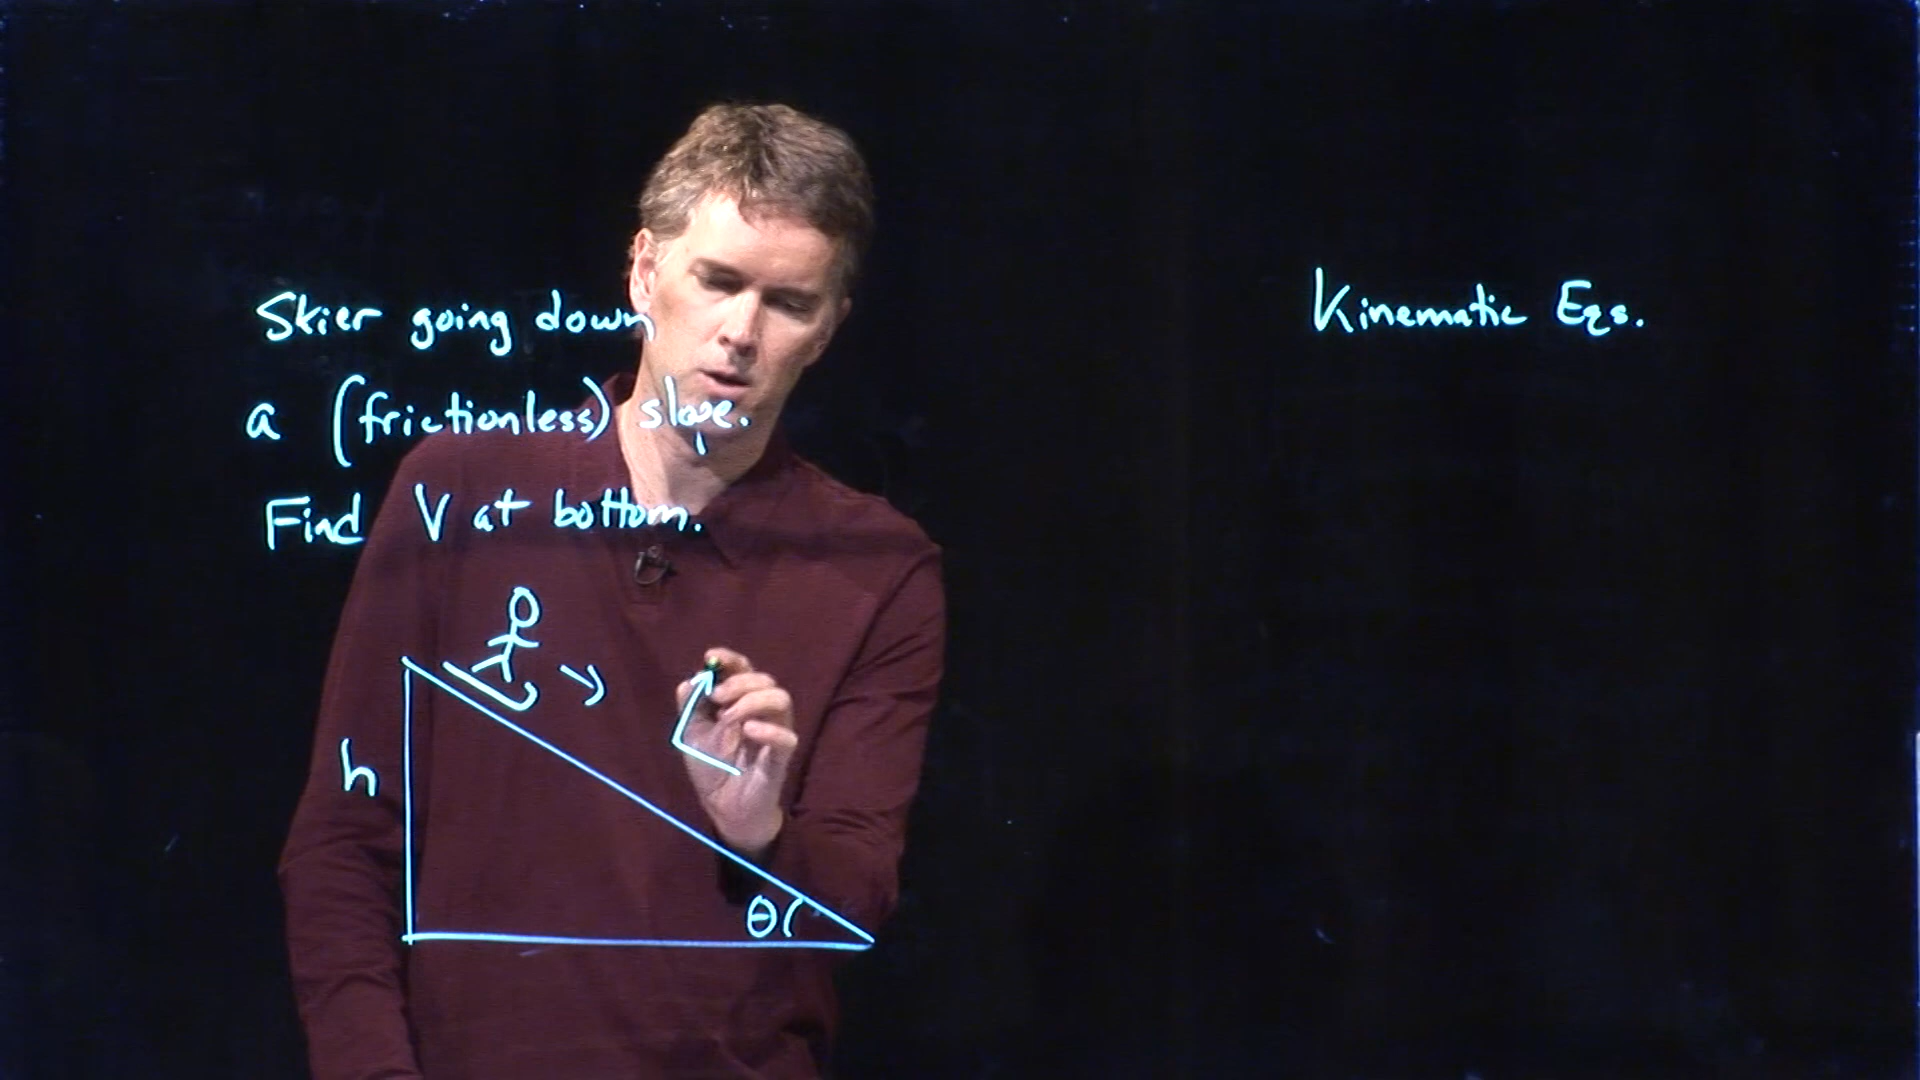 Skier going down
a (frictionless) slope.
Find V at bottom.
h
θ
Kinematic Eqs.